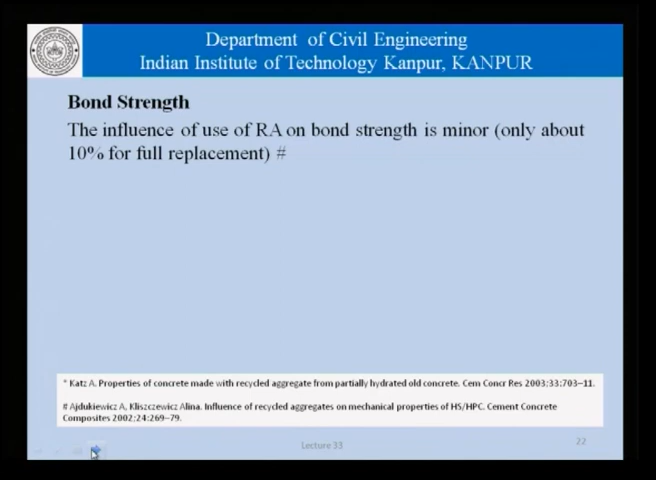 Department of Civil Engineering
Indian Institute of Technology Kanpur, KANPUR
Bond Strength
The influence of use of RA on bond strength is minor (only about
10% for full replacement) #
* Katz A. Properties of concrete made with recycled aggregate from partially hydrated old concrete. Cem Concr Res 2003;33:703–11.
# Ajdukiewicz A, Kliszczewicz Alina. Influence of recycled aggregates on mechanical properties of HS/HPC. Cement Concrete
Composites 2002;24:269–79.
Lecture 33
22